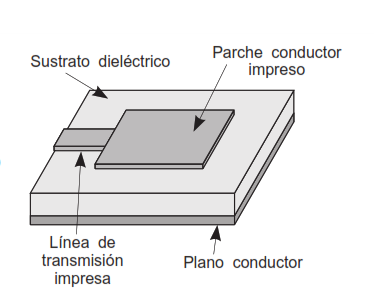 Sustrato dieléctrico
Parche conductor
impreso
Línea de
transmisión
impresa
Plano conductor